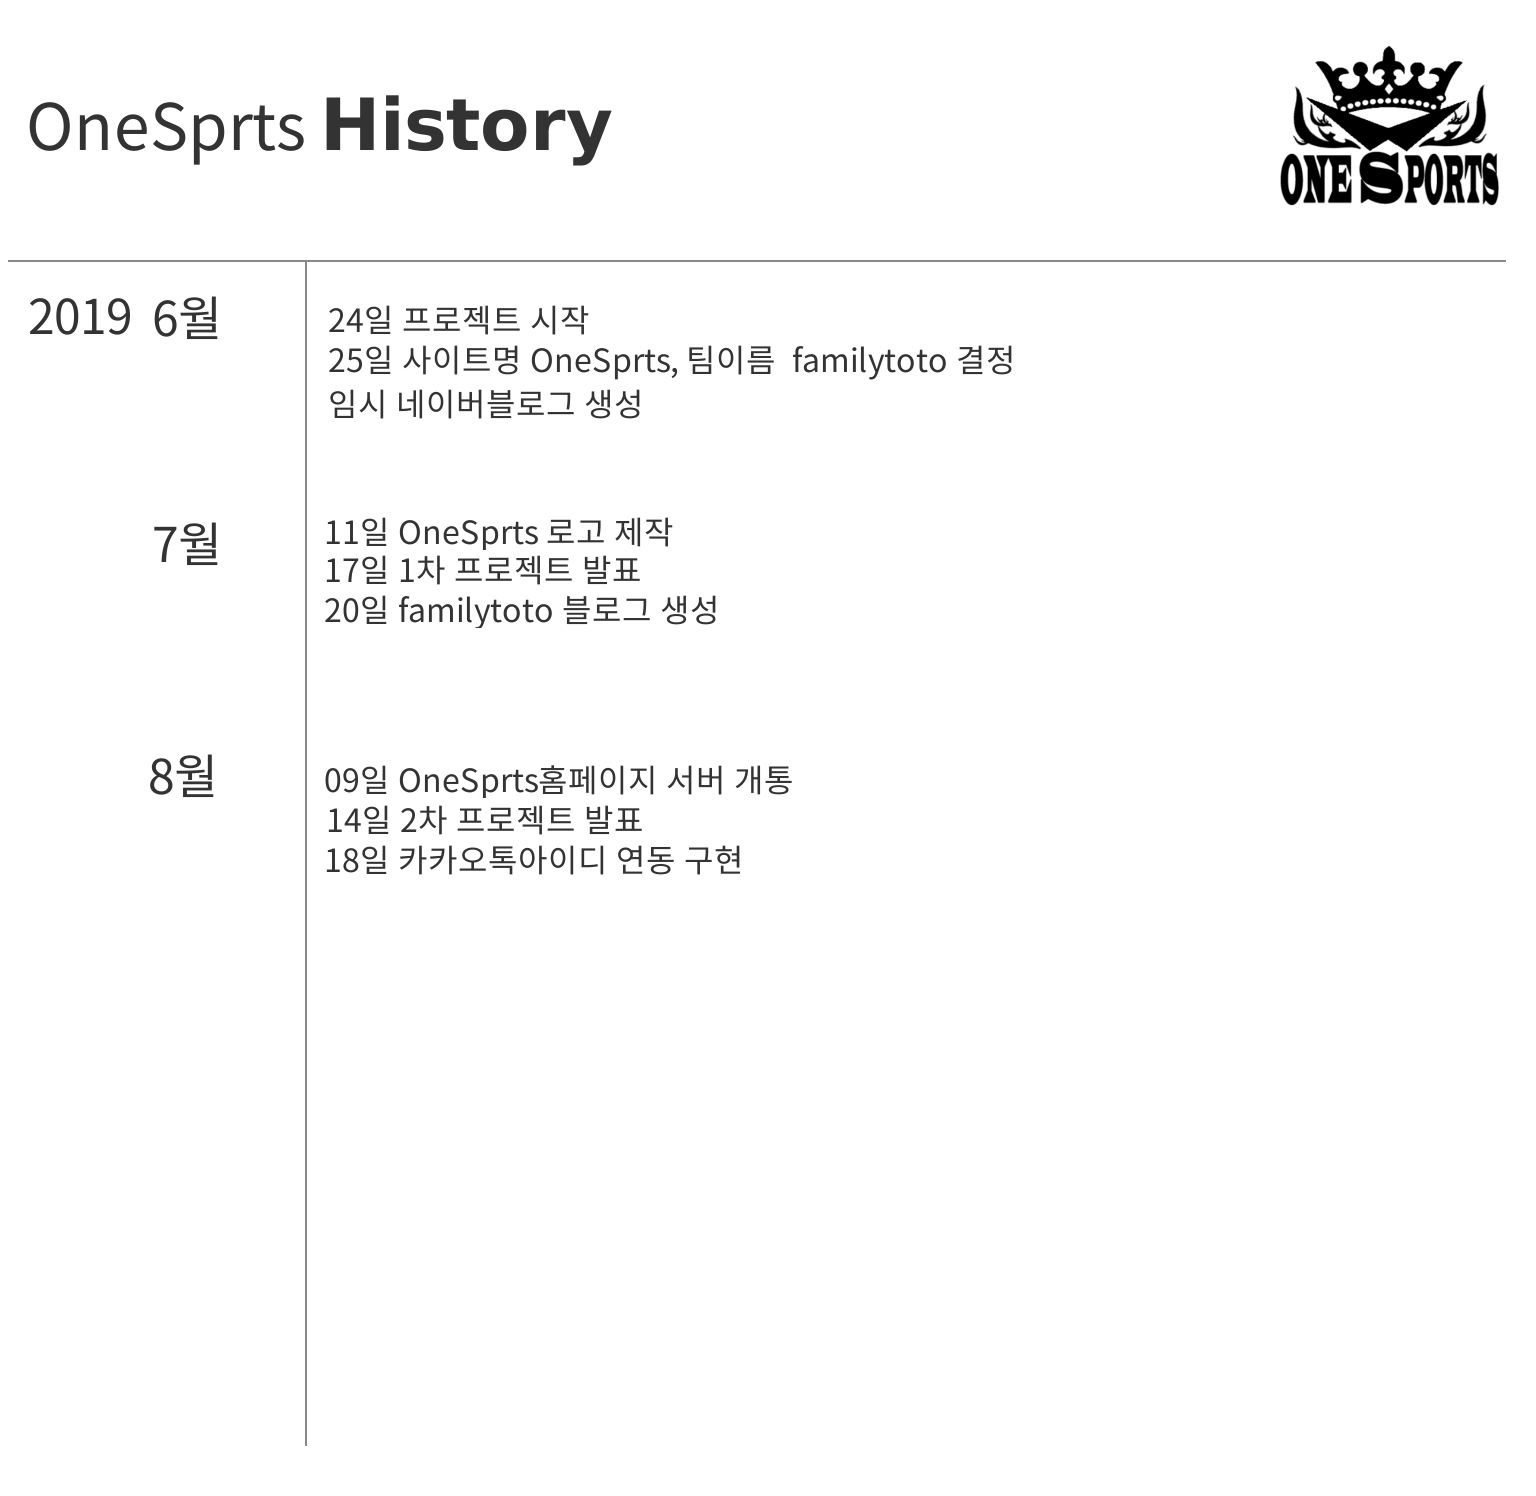 OneSprts History
ONE SPORTS
2019 6월
24일 프로젝트 시작
25일 사이트명 OneSprts, 팀이름 familytoto 결정
임시 네이버블로그 생성
7월
11일 OneSprts 로고 제작
17일 1차 프로젝트 발표
20일 familytoto 블로그 생성
8월
09일 OneSprts홈페이지 서버 개통
14일 2차 프로젝트 발표
18일 카카오톡아이디 연동 구현